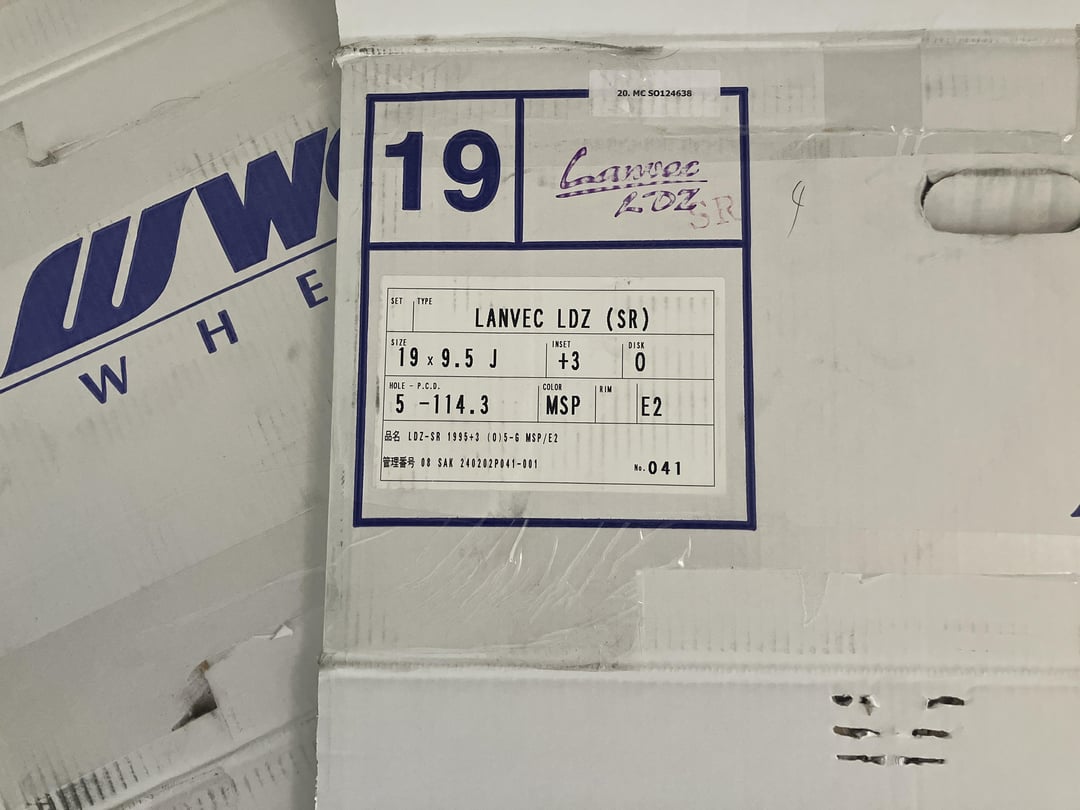 20. MC SO124638
19
Lanvec
LDZ
SR
4
SET TYPE
LANVEC LDZ (SR)
SIZE INSET DISK
19 x 9.5 J +3 0
HOLE - P.C.D. COLOR RIM
5 -114.3 MSP E2
品名 LDZ-SR 1995+3 (0)5-G MSP/E2
管理番号 08 SAK 240202P041-001 No.041
W H E